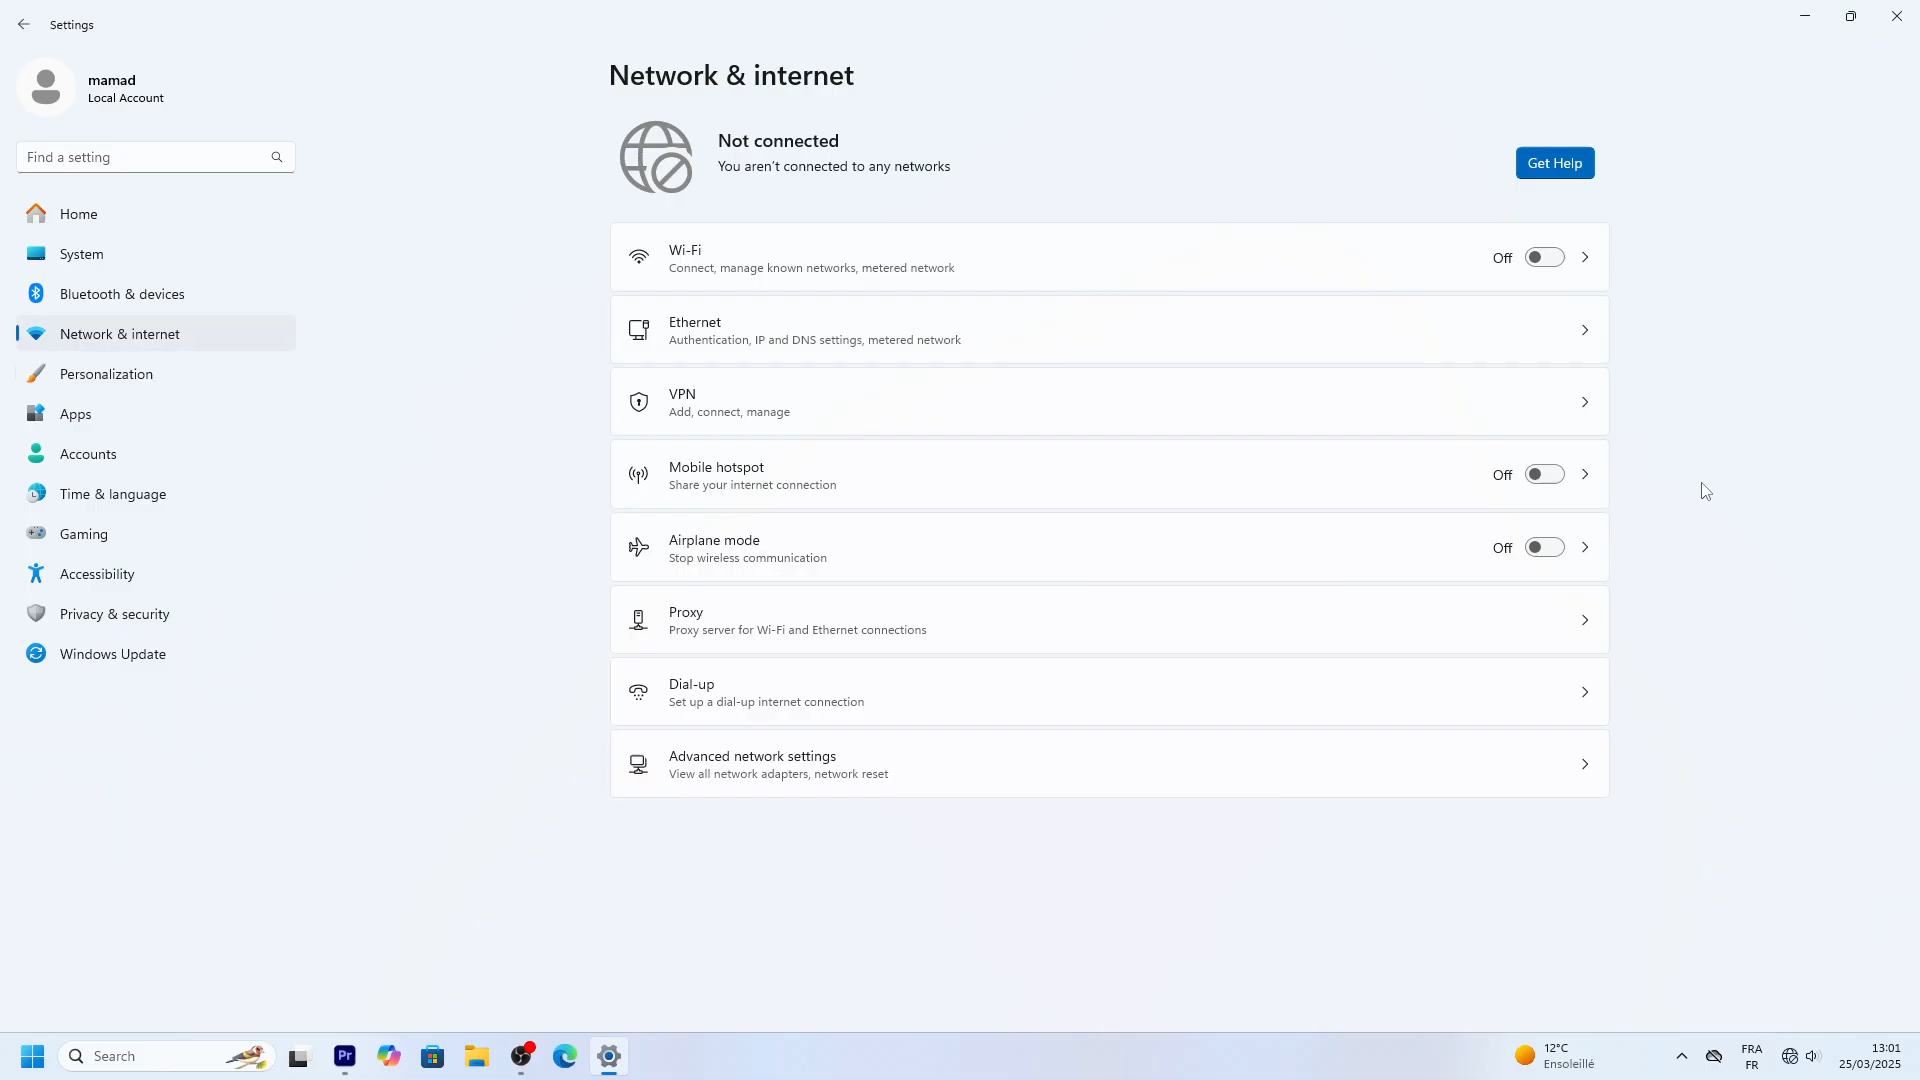 Settings
mamad
Local Account
Find a setting
Home
System
Bluetooth & devices
Network & internet
Personalization
Apps
Accounts
Time & language
Gaming
Accessibility
Privacy & security
Windows Update
Network & internet
Not connected
You aren't connected to any networks
Get Help
Wi-Fi
Connect, manage known networks, metered network
Off
Ethernet
Authentication, IP and DNS settings, metered network
VPN
Add, connect, manage
Mobile hotspot
Share your internet connection
Off
Airplane mode
Stop wireless communication
Off
Proxy
Proxy server for Wi-Fi and Ethernet connections
Dial-up
Set up a dial-up internet connection
Advanced network settings
View all network adapters, network reset
Search
Pr
12°C
Ensoleillé
FRA
FR
13:01
25/03/2025